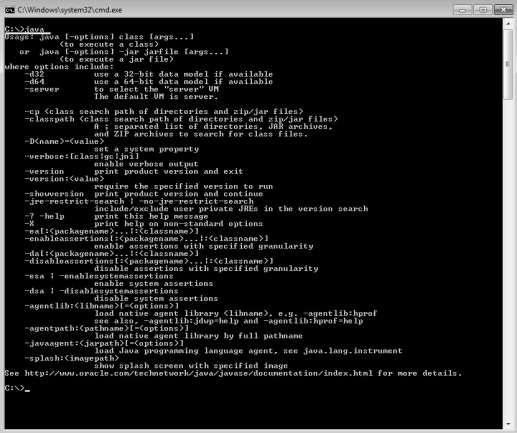 C:\Windows\system32\cmd.exe
C:\>java
Usage: java [-options] class [args...]
(to execute a class)
or java [-options] -jar jarfile [args...]
(to execute a jar file)
where options include:
-d32 use a 32-bit data model if available
-d64 use a 64-bit data model if available
-server to select the "server" VM
The default VM is server.
-cp <class search path of directories and zip/jar files>
-classpath <class search path of directories and zip/jar files>
A ; separated list of directories, JAR archives,
and ZIP archives to search for class files.
-D<name>=<value>
set a system property
-verbose:[class|gc|jni]
enable verbose output
-version print product version and exit
-version:<value>
require the specified version to run
-showversion print product version and continue
-jre-restrict-search | -no-jre-restrict-search
include/exclude user private JREs in the version search
-? -help print this help message
-X print help on non-standard options
-ea[:<packagename>...|:<classname>]
-enableassertions[:<packagename>...|:<classname>]
enable assertions with specified granularity
-da[:<packagename>...|:<classname>]
-disableassertions[:<packagename>...|:<classname>]
disable assertions with specified granularity
-esa | -enablesystemassertions
enable system assertions
-dsa | -disablesystemassertions
disable system assertions
-agentlib:<libname>[=<options>]
load native agent library <libname>, e.g. -agentlib:hprof
see also, -agentlib:jdwp=help and -agentlib:hprof=help
-agentpath:<pathname>[=<options>]
load native agent library by full pathname
-javaagent:<jarpath>[=<options>]
load Java programming language agent, see java.lang.instrument
-splash:<imagepath>
show splash screen with specified image
See http://www.oracle.com/technetwork/java/javase/documentation/index.html for more details.
C:\>_